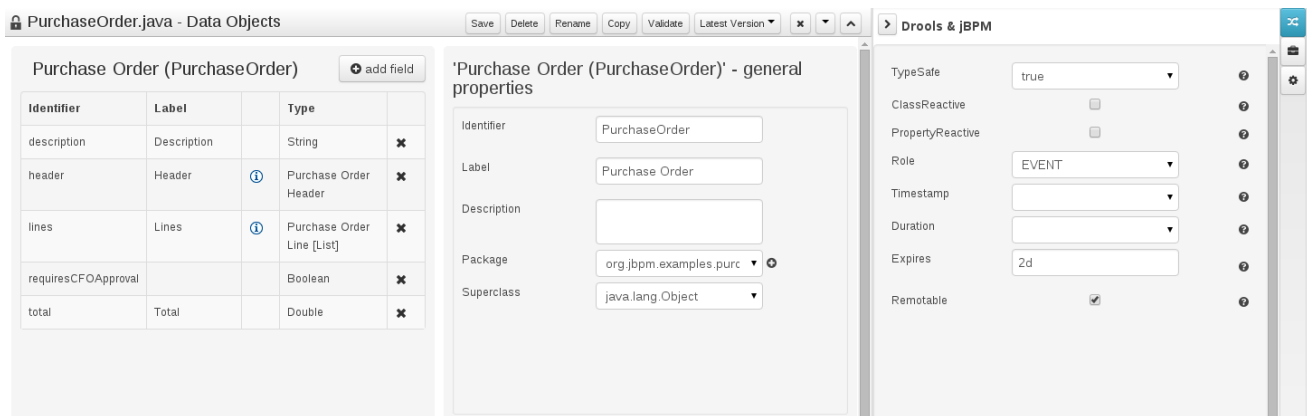 PurchaseOrder.java - Data Objects
Save Delete Rename Copy Validate Latest Version
Purchase Order (PurchaseOrder)
add field
Identifier Label Type
description Description String
header Header Purchase Order
Header
lines Lines Purchase Order
Line [List]
requiresCFOApproval Boolean
total Total Double
'Purchase Order (PurchaseOrder)' - general
properties
Identifier PurchaseOrder
Label Purchase Order
Description
Package org.jbpm.examples.purc
Superclass java.lang.Object
Drools & jBPM
TypeSafe true
ClassReactive
PropertyReactive
Role EVENT
Timestamp
Duration
Expires 2d
Remotable